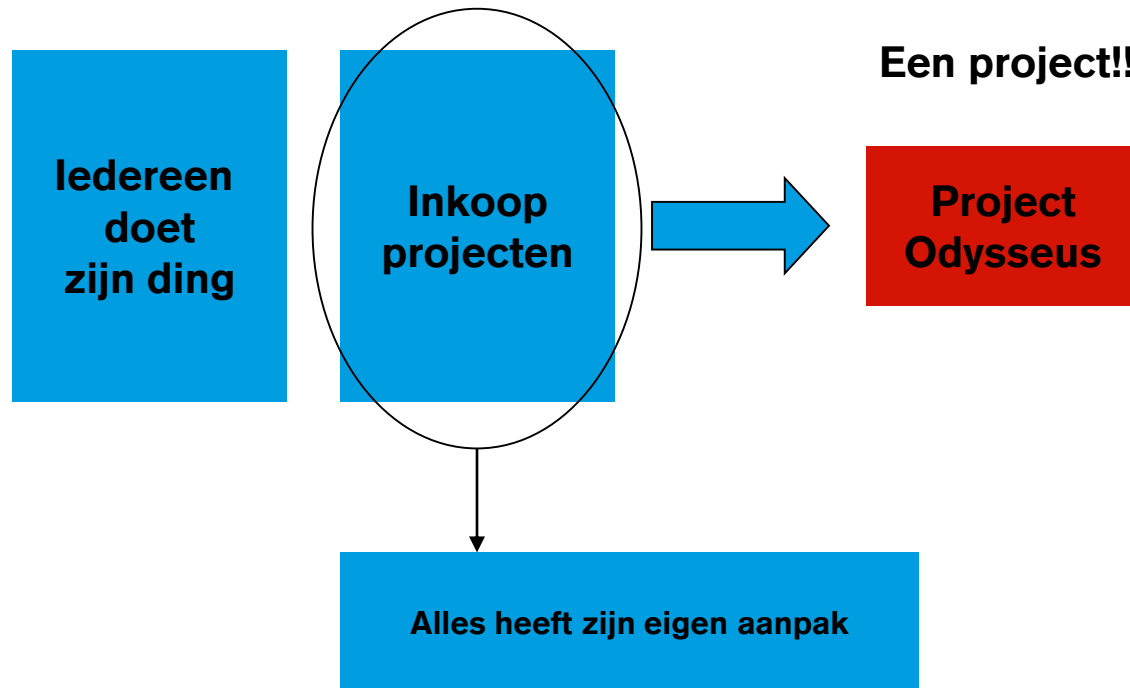 Een project!!
Iedereen
doet
zijn ding
Inkoop
projecten
Project
Odysseus
Alles heeft zijn eigen aanpak